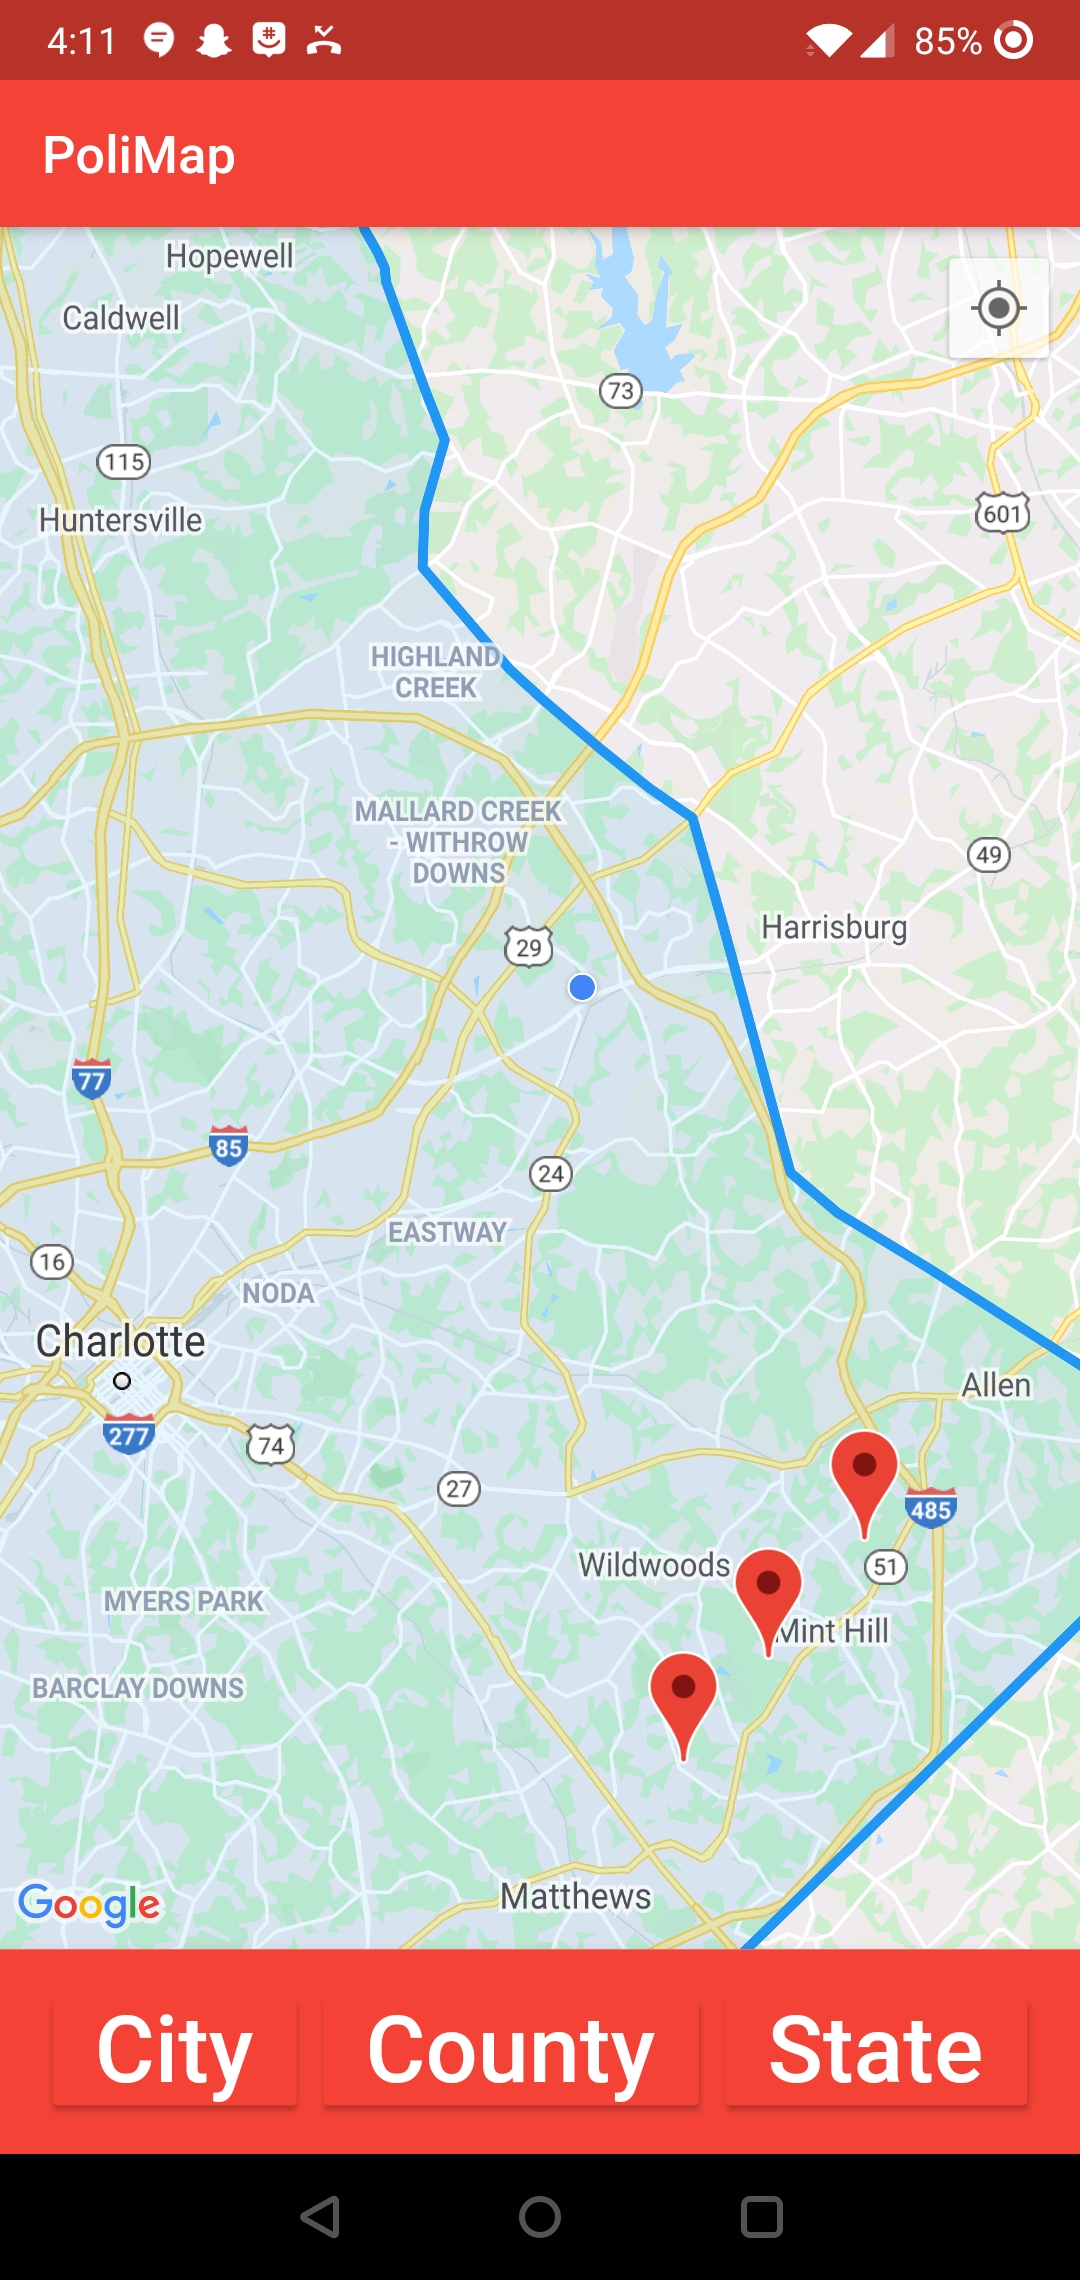 4:11 85%
PoliMap
Hopewell
Caldwell
73
115
601
Huntersville
HIGHLAND
CREEK
MALLARD CREEK
- WITHROW
DOWNS
49
Harrisburg
29
77
85
24
EASTWAY
16
NODA
Charlotte
Allen
277
74
27
485
Wildwoods
51
MYERS PARK
Mint Hill
BARCLAY DOWNS
Matthews
Google
City County State